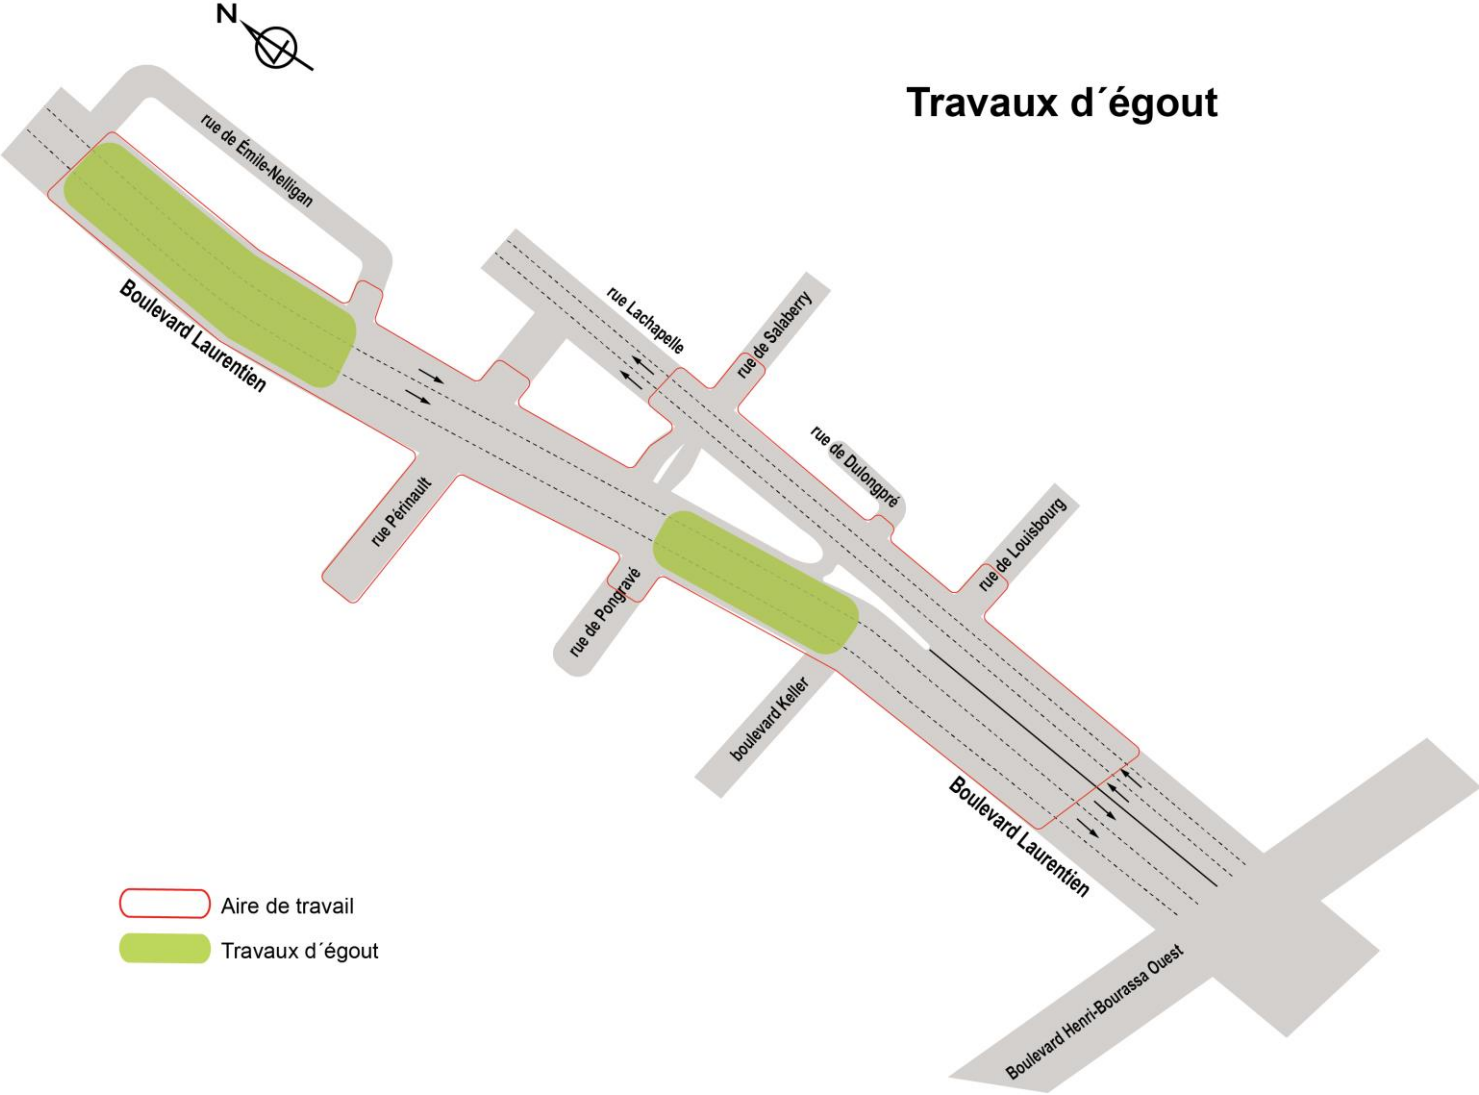 N
Travaux d´égout
rue de Émile-Nelligan
Boulevard Laurentien
rue Lachapelle
rue de Salaberry
rue de Dulongpré
rue Périnault
rue de Louisbourg
rue de Pongravé
boulevard Keller
Boulevard Laurentien
Aire de travail
Travaux d´égout
Boulevard Henri-Bourassa Ouest